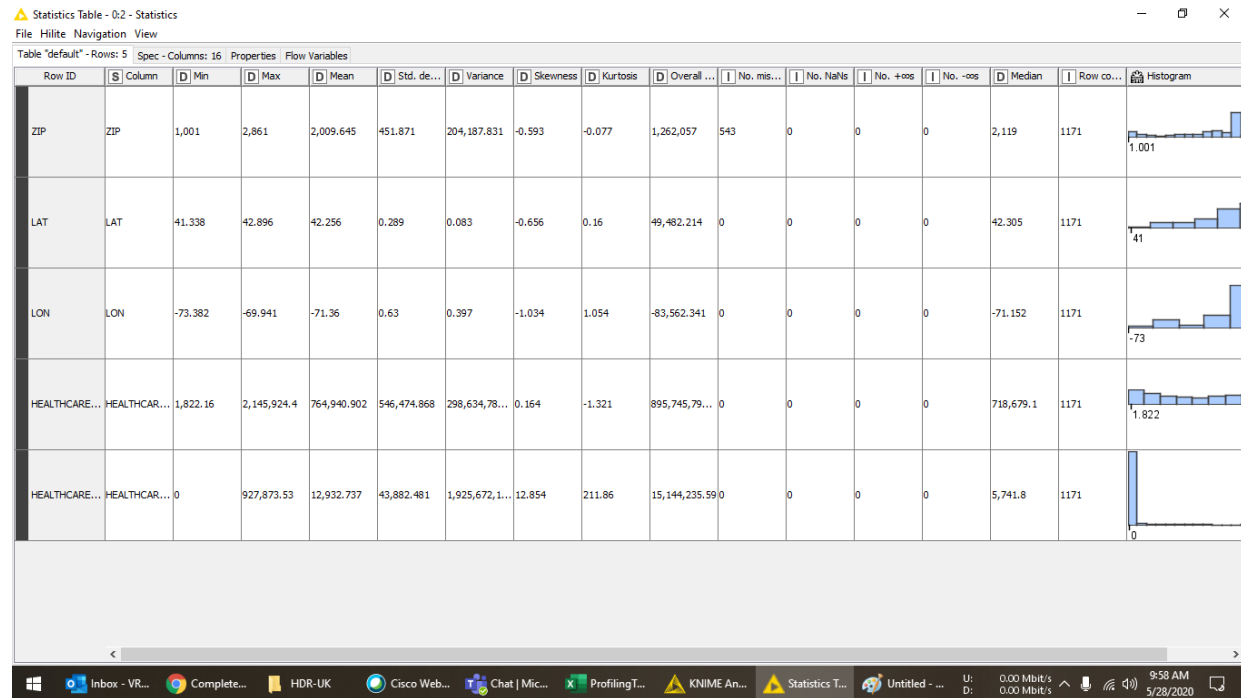 Statistics Table - 0:2 - Statistics
File Hilite Navigation View
Table "default" - Rows: 5 Spec - Columns: 16 Properties Flow Variables
Row ID S Column D Min D Max D Mean D Std. de... D Variance D Skewness D Kurtosis D Overall ... I No. mis... I No. NaNs I No. +∞s I No. -∞s D Median I Row co... Histogram
ZIP ZIP 1,001 2,861 2,009.645 451.871 204,187.831 -0.593 -0.077 1,262,057 543 0 0 0 2,119 1171
1.001
LAT LAT 41.338 42.896 42.256 0.289 0.083 -0.656 0.16 49,482.214 0 0 0 0 42.305 1171
41
LON LON -73.382 -69.941 -71.36 0.63 0.397 -1.034 1.054 -83,562.341 0 0 0 0 -71.152 1171
-73
HEALTHCARE... HEALTHCAR... 1,822.16 2,145,924.4 764,940.902 546,474.868 298,634,78... 0.164 -1.321 895,745,79... 0 0 0 0 718,679.1 1171
1.822
HEALTHCARE... HEALTHCAR... 0 927,873.53 12,932.737 43,882.481 1,925,672,1... 12.854 211.86 15,144,235.59 0 0 0 0 5,741.8 1171
0
Inbox - VR... Complete... HDR-UK Cisco Web... Chat | Mic... ProfilingT... KNIME An... Statistics T... Untitled - ... U: 0.00 Mbit/s 9:58 AM
D: 0.00 Mbit/s 5/28/2020